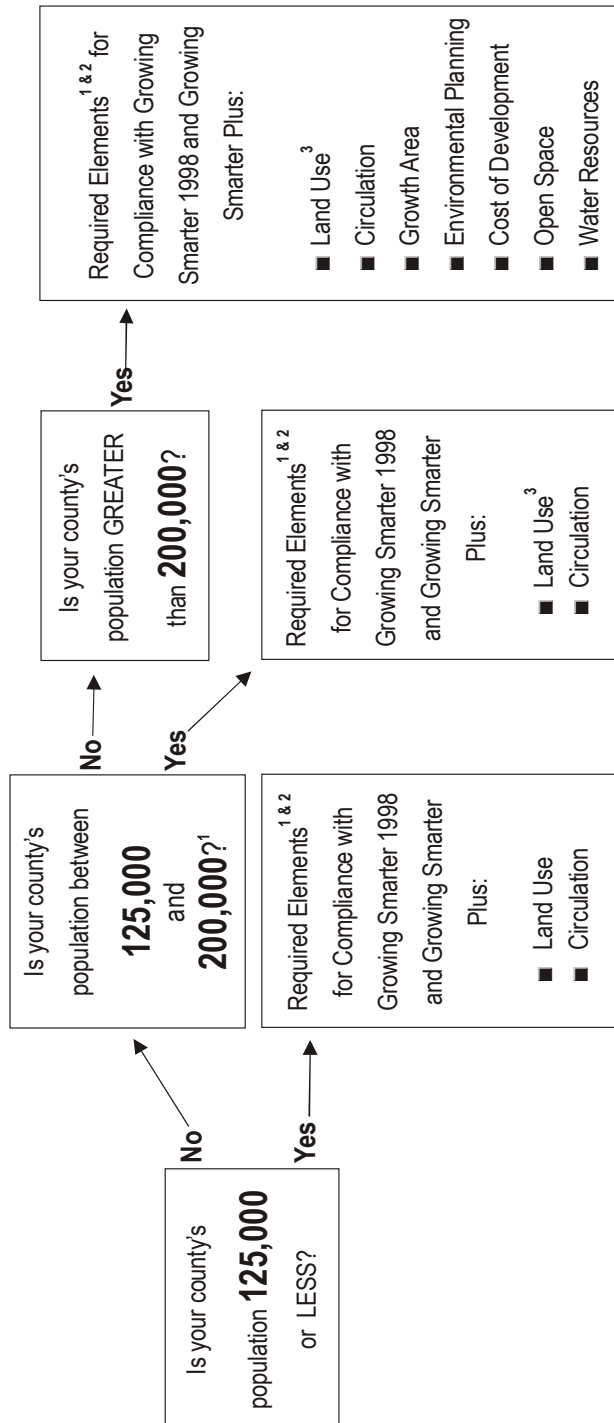 Is your county's
population 125,000
or LESS?
No
Yes
Is your county's
population between
125,000
and
200,000?¹
No
Yes
Required Elements¹ & ²
for Compliance with
Growing Smarter 1998
and Growing Smarter
Plus:
■ Land Use
■ Circulation
Is your county's
population GREATER
than 200,000?
Yes
Required Elements¹ & ²
for Compliance with
Growing Smarter 1998
and Growing Smarter
Plus:
■ Land Use³
■ Circulation
Required Elements¹ & ² for
Compliance with Growing
Smarter 1998 and Growing
Smarter Plus:
■ Land Use³
■ Circulation
■ Growth Area
■ Environmental Planning
■ Cost of Development
■ Open Space
■ Water Resources